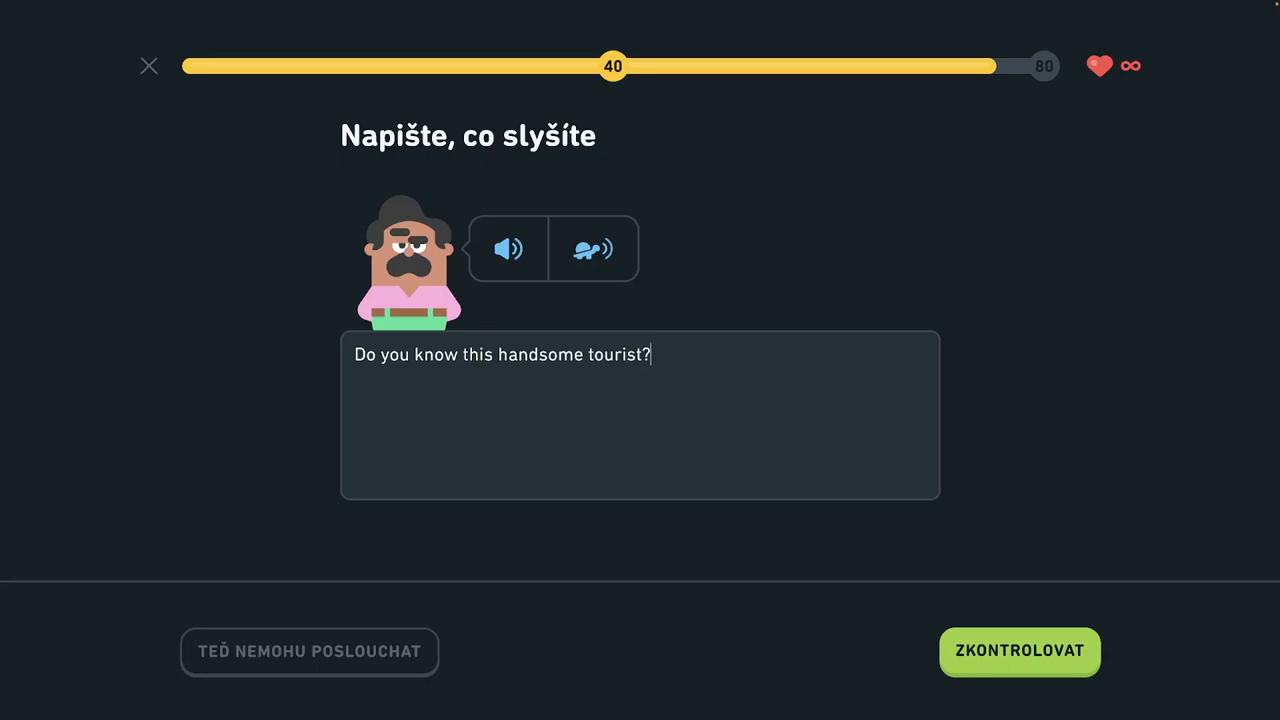 40
80
∞
Napište, co slyšíte
Do you know this handsome tourist?
TEĎ NEMOHU POSLOUCHAT
ZKONTROLOVAT